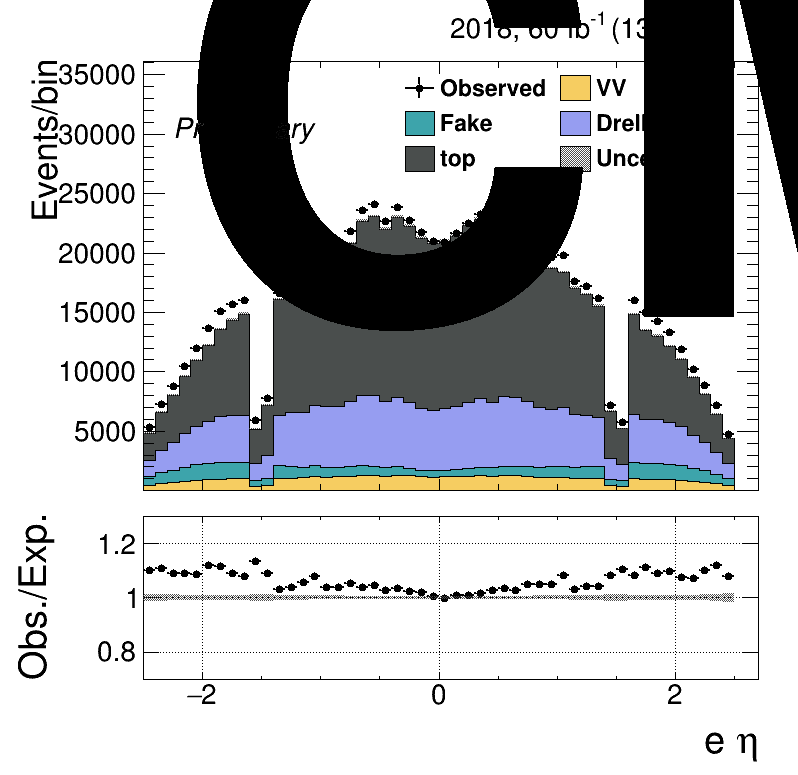 2018, 60 fb⁻¹ (13
CM
Events/bin
35000
30000
25000
20000
15000
10000
5000
Observed
VV
Fake
top
Obs./Exp.
1.2
1
0.8
−2
0
2
e η